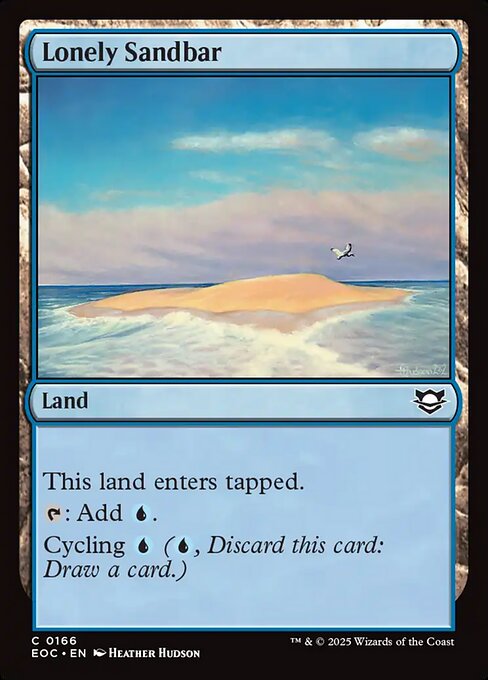 Lonely Sandbar
Land
This land enters tapped.
: Add .
Cycling (, Discard this card:
Draw a card.)
C 0166
EOC • EN HEATHER HUDSON
™ & © 2025 Wizards of the Coast